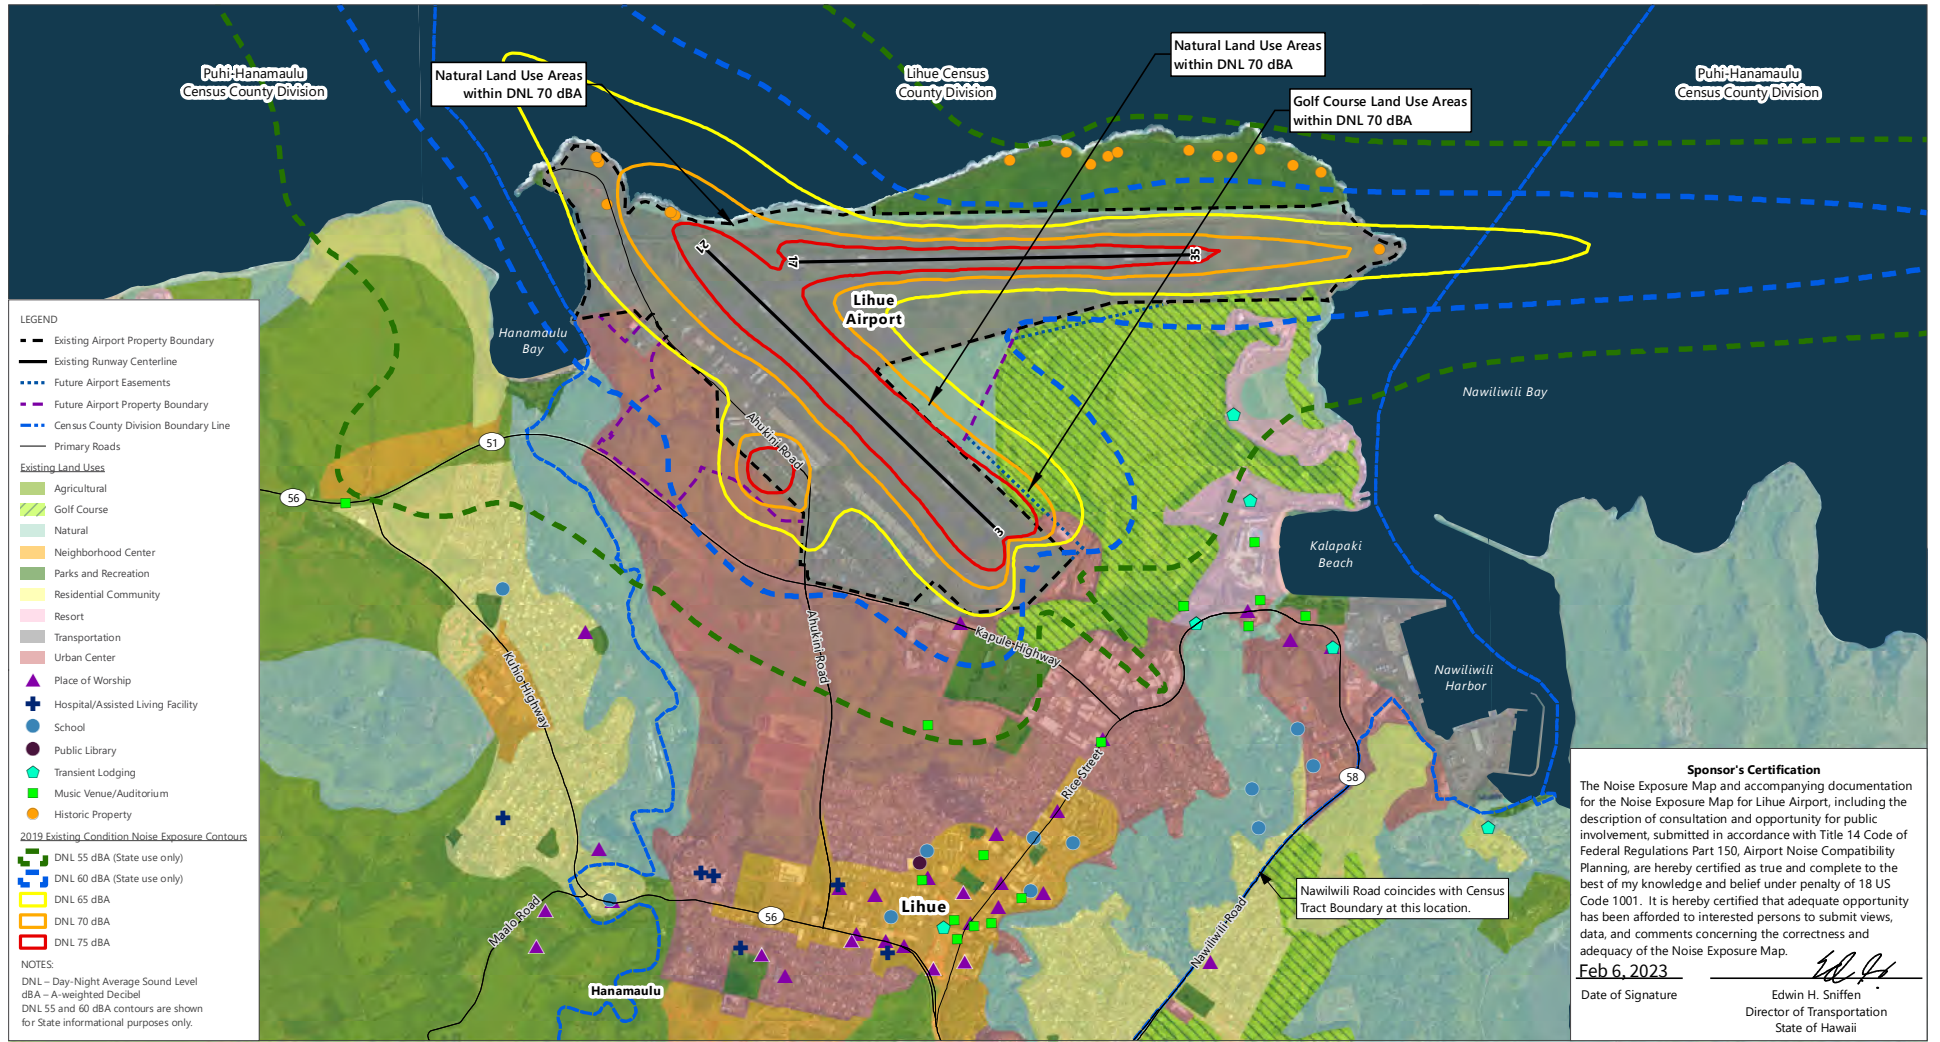 Puhi-Hanamaulu
Census County Division
Natural Land Use Areas
within DNL 70 dBA
Lihue Census
County Division
Natural Land Use Areas
within DNL 70 dBA
Golf Course Land Use Areas
within DNL 70 dBA
Puhi-Hanamaulu
Census County Division
21
17
35
3
Lihue
Airport
Hanamaulu
Bay
Nawiliwili Bay
Kalapaki
Beach
Nawiliwili
Harbor
Ahukini Road
Ahukini Road
Kapule Highway
Kuhio Highway
Rice Street
Maalo Road
Nawiliwili Road
51
56
56
58
Lihue
Hanamaulu
Nawilwili Road coincides with Census
Tract Boundary at this location.
LEGEND
Existing Airport Property Boundary
Existing Runway Centerline
Future Airport Easements
Future Airport Property Boundary
Census County Division Boundary Line
Primary Roads
Existing Land Uses
Agricultural
Golf Course
Natural
Neighborhood Center
Parks and Recreation
Residential Community
Resort
Transportation
Urban Center
Place of Worship
Hospital/Assisted Living Facility
School
Public Library
Transient Lodging
Music Venue/Auditorium
Historic Property
2019 Existing Condition Noise Exposure Contours
DNL 55 dBA (State use only)
DNL 60 dBA (State use only)
DNL 65 dBA
DNL 70 dBA
DNL 75 dBA
NOTES:
DNL – Day-Night Average Sound Level
dBA – A-weighted Decibel
DNL 55 and 60 dBA contours are shown
for State informational purposes only.
Sponsor's Certification
The Noise Exposure Map and accompanying documentation
for the Noise Exposure Map for Lihue Airport, including the
description of consultation and opportunity for public
involvement, submitted in accordance with Title 14 Code of
Federal Regulations Part 150, Airport Noise Compatibility
Planning, are hereby certified as true and complete to the
best of my knowledge and belief under penalty of 18 US
Code 1001. It is hereby certified that adequate opportunity
has been afforded to interested persons to submit views,
data, and comments concerning the correctness and
adequacy of the Noise Exposure Map.
Feb 6, 2023
Date of Signature
Edwin H. Sniffen
Director of Transportation
State of Hawaii